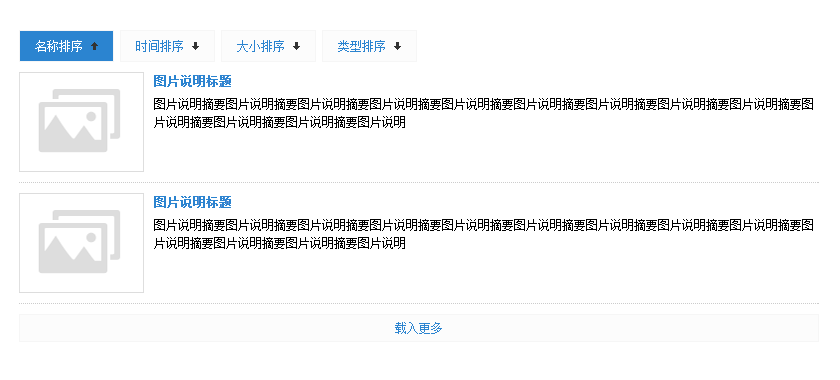 名称排序 时间排序 大小排序 类型排序
图片说明标题
图片说明摘要图片说明摘要图片说明摘要图片说明摘要图片说明摘要图片说明摘要图片说明摘要图片说明摘要图片说明摘要图
片说明摘要图片说明摘要图片说明摘要图片说明
图片说明标题
图片说明摘要图片说明摘要图片说明摘要图片说明摘要图片说明摘要图片说明摘要图片说明摘要图片说明摘要图片说明摘要图
片说明摘要图片说明摘要图片说明摘要图片说明
载入更多